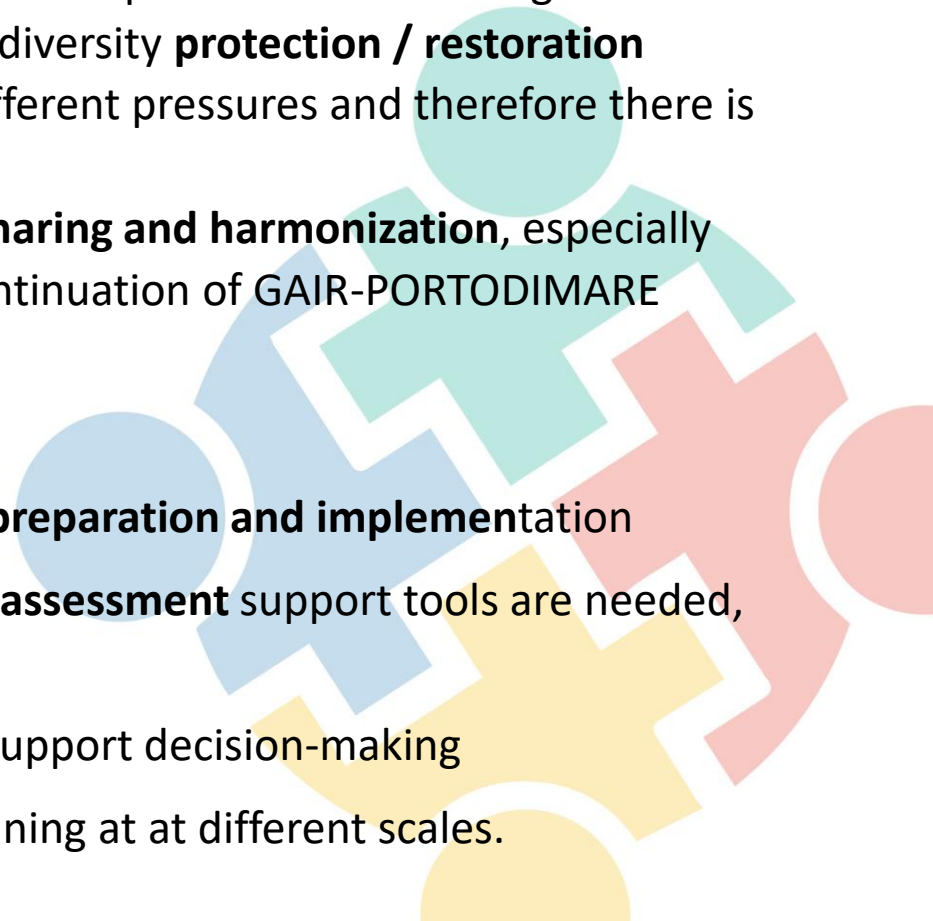 diversity protection / restoration
fferent pressures and therefore there is
haring and harmonization, especially
ntinuation of GAIR-PORTODIMARE
preparation and implementation
assessment support tools are needed,
upport decision-making
ning at at different scales.